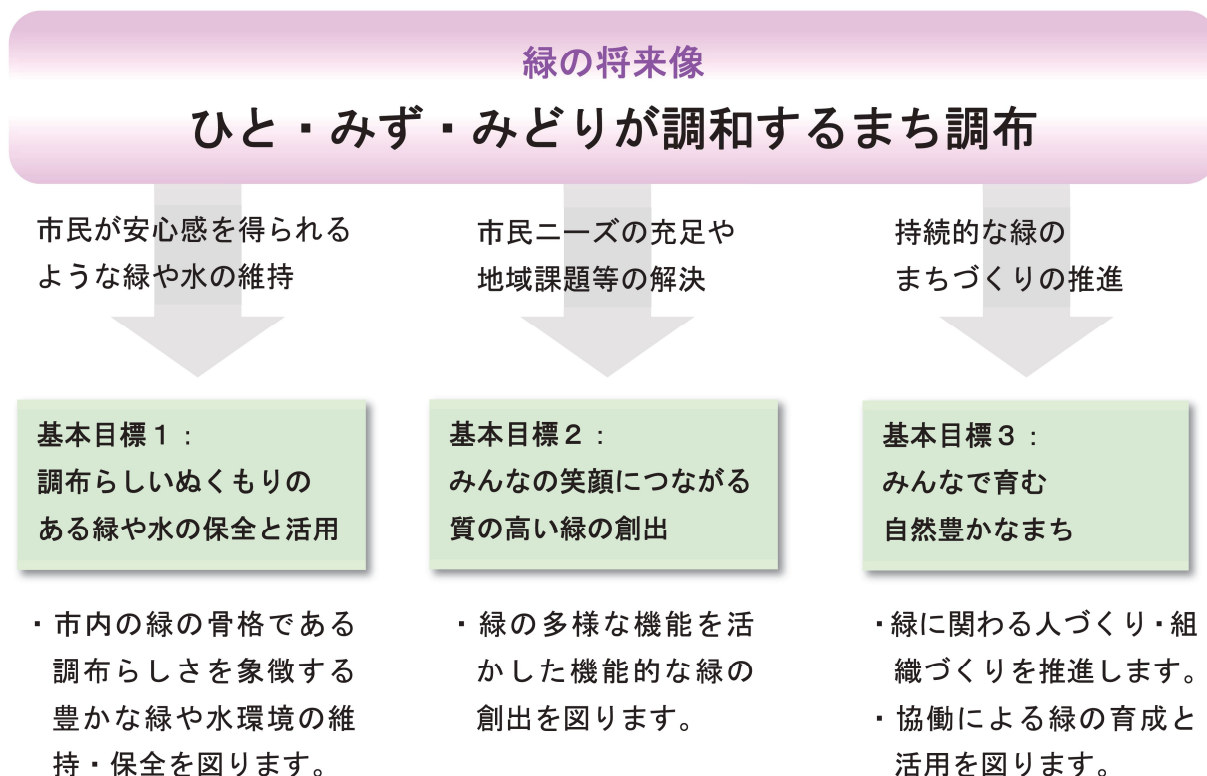 緑の将来像
ひと・みず・みどりが調和するまち調布
市民が安心感を得られる
ような緑や水の維持
市民ニーズの充足や
地域課題等の解決
持続的な緑の
まちづくりの推進
基本目標１：
調布らしいぬくもりの
ある緑や水の保全と活用
基本目標２：
みんなの笑顔につながる
質の高い緑の創出
基本目標３：
みんなで育む
自然豊かなまち
・市内の緑の骨格である
調布らしさを象徴する
豊かな緑や水環境の維
持・保全を図ります。
・緑の多様な機能を活
かした機能的な緑の
創出を図ります。
・緑に関わる人づくり・組
織づくりを推進します。
・協働による緑の育成と
活用を図ります。